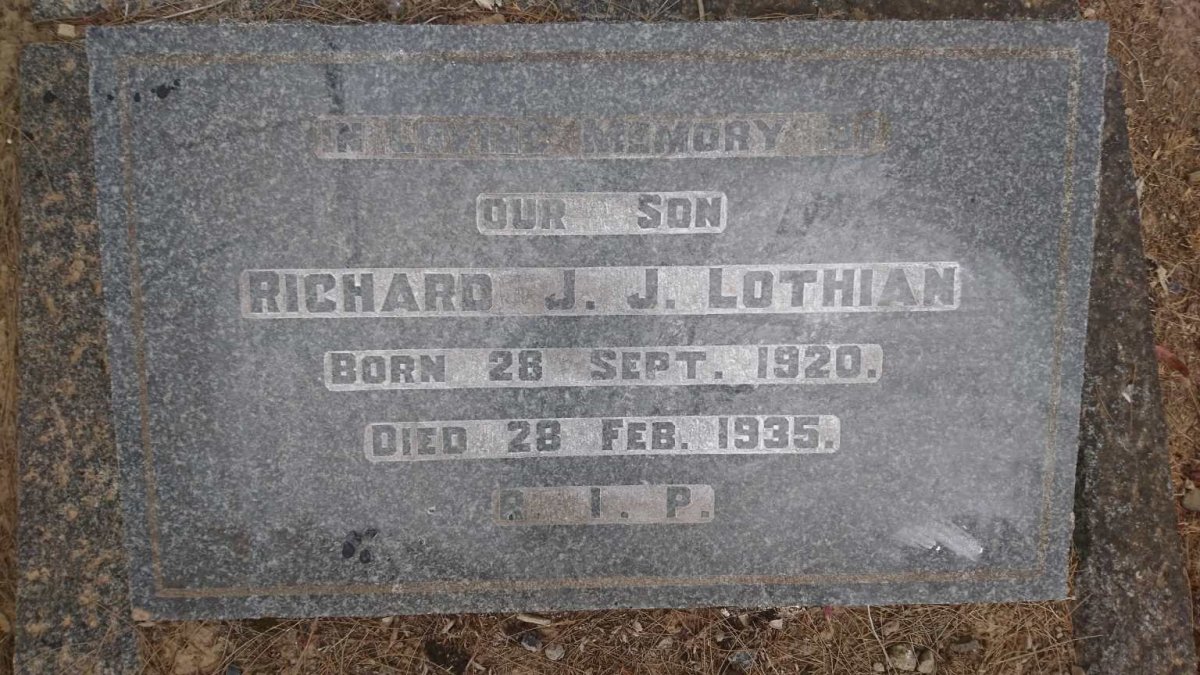 IN LOVING MEMORY OF
OUR SON
RICHARD J. J. LOTHIAN
BORN 28 SEPT. 1920.
DIED 28 FEB. 1935.
R. I. P.